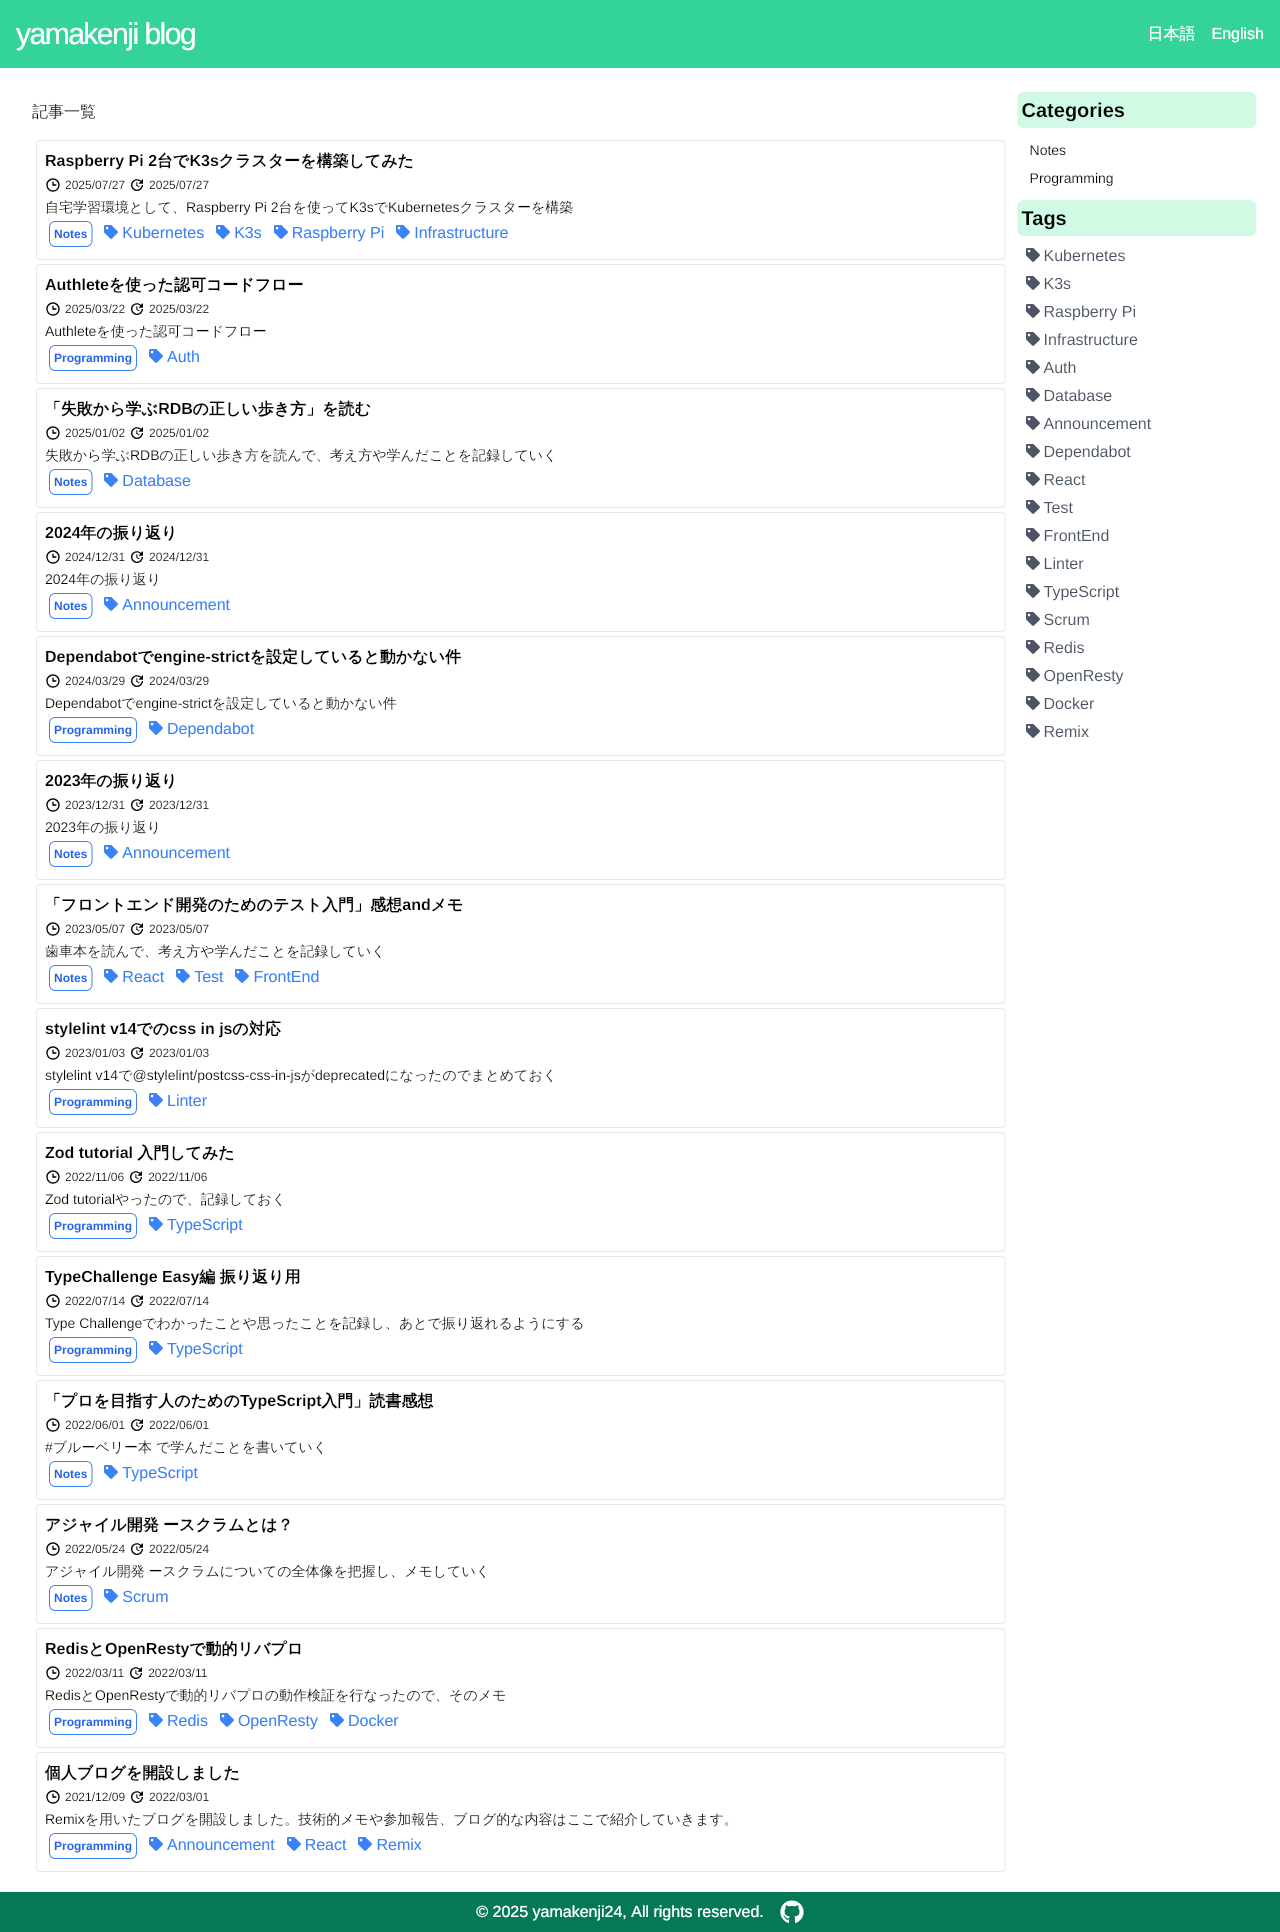 yamakenji blog
日本語 English
記事一覧
Raspberry Pi 2台でK3sクラスターを構築してみた
2025/07/27 2025/07/27
自宅学習環境として、Raspberry Pi 2台を使ってK3sでKubernetesクラスターを構築
Notes Kubernetes K3s Raspberry Pi Infrastructure
Authleteを使った認可コードフロー
2025/03/22 2025/03/22
Authleteを使った認可コードフロー
Programming Auth
「失敗から学ぶRDBの正しい歩き方」を読む
2025/01/02 2025/01/02
失敗から学ぶRDBの正しい歩き方を読んで、考え方や学んだことを記録していく
Notes Database
2024年の振り返り
2024/12/31 2024/12/31
2024年の振り返り
Notes Announcement
Dependabotでengine-strictを設定していると動かない件
2024/03/29 2024/03/29
Dependabotでengine-strictを設定していると動かない件
Programming Dependabot
2023年の振り返り
2023/12/31 2023/12/31
2023年の振り返り
Notes Announcement
「フロントエンド開発のためのテスト入門」感想andメモ
2023/05/07 2023/05/07
歯車本を読んで、考え方や学んだことを記録していく
Notes React Test FrontEnd
stylelint v14でのcss in jsの対応
2023/01/03 2023/01/03
stylelint v14で@stylelint/postcss-css-in-jsがdeprecatedになったのでまとめておく
Programming Linter
Zod tutorial 入門してみた
2022/11/06 2022/11/06
Zod tutorialやったので、記録しておく
Programming TypeScript
TypeChallenge Easy編 振り返り用
2022/07/14 2022/07/14
Type Challengeでわかったことや思ったことを記録し、あとで振り返れるようにする
Programming TypeScript
「プロを目指す人のためのTypeScript入門」読書感想
2022/06/01 2022/06/01
#ブルーベリー本 で学んだことを書いていく
Notes TypeScript
アジャイル開発 ースクラムとは？
2022/05/24 2022/05/24
アジャイル開発 ースクラムについての全体像を把握し、メモしていく
Notes Scrum
RedisとOpenRestyで動的リバプロ
2022/03/11 2022/03/11
RedisとOpenRestyで動的リバプロの動作検証を行なったので、そのメモ
Programming Redis OpenResty Docker
個人ブログを開設しました
2021/12/09 2022/03/01
Remixを用いたブログを開設しました。技術的メモや参加報告、ブログ的な内容はここで紹介していきます。
Programming Announcement React Remix
Categories
Notes
Programming
Tags
Kubernetes
K3s
Raspberry Pi
Infrastructure
Auth
Database
Announcement
Dependabot
React
Test
FrontEnd
Linter
TypeScript
Scrum
Redis
OpenResty
Docker
Remix
© 2025 yamakenji24, All rights reserved.